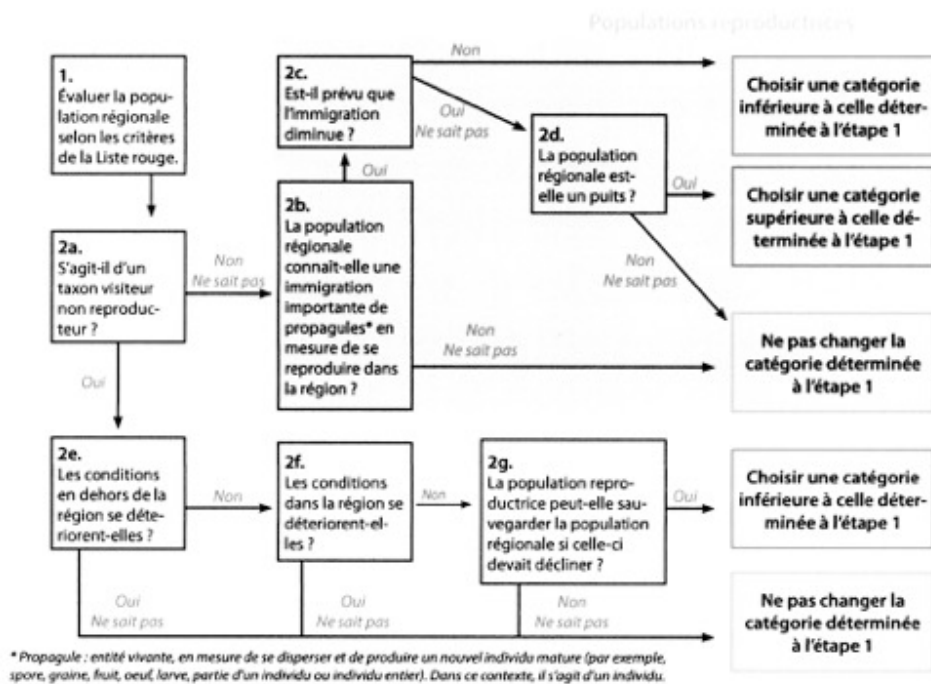 Populations reproductrices
1.
Évaluer la popu-
lation régionale
selon les critères
de la Liste rouge.
2c.
Est-il prévu que
l'immigration
diminue ?
Non
Oui
Ne sait pas
Choisir une catégorie
inférieure à celle déter-
minée à l'étape 1
2d.
La population
régionale est-
elle un puits ?
Oui
Non
Ne sait pas
Choisir une catégorie
supérieure à celle dé-
terminée à l'étape 1
2a.
S'agit-il d'un
taxon visiteur
non reproduc-
teur ?
Non
Ne sait pas
Oui
2b.
La population
régionale
connaît-elle une
immigration
importante de
propagules* en
mesure de se
reproduire dans
la région ?
Oui
Non
Ne sait pas
Ne pas changer la
catégorie déterminée
à l'étape 1
2e.
Les conditions
en dehors de la
région se déte-
riorent-elles ?
Non
Oui
Ne sait pas
2f.
Les conditions
dans la région se
déteriorent-el-
les ?
Non
Oui
Ne sait pas
2g.
La population repro-
ductrice peut-elle sau-
vegarder la population
régionale si celle-ci
devait décliner ?
Oui
Non
Ne sait pas
Choisir une catégorie
inférieure à celle déter-
minée à l'étape 1
Ne pas changer la
catégorie déterminée
à l'étape 1
* Propagule : entité vivante, en mesure de se disperser et de produire un nouvel individu mature (par exemple,
spore, graine, fruit, oeuf, larve, partie d'un individu ou individu entier). Dans ce contexte, il s'agit d'un individu.